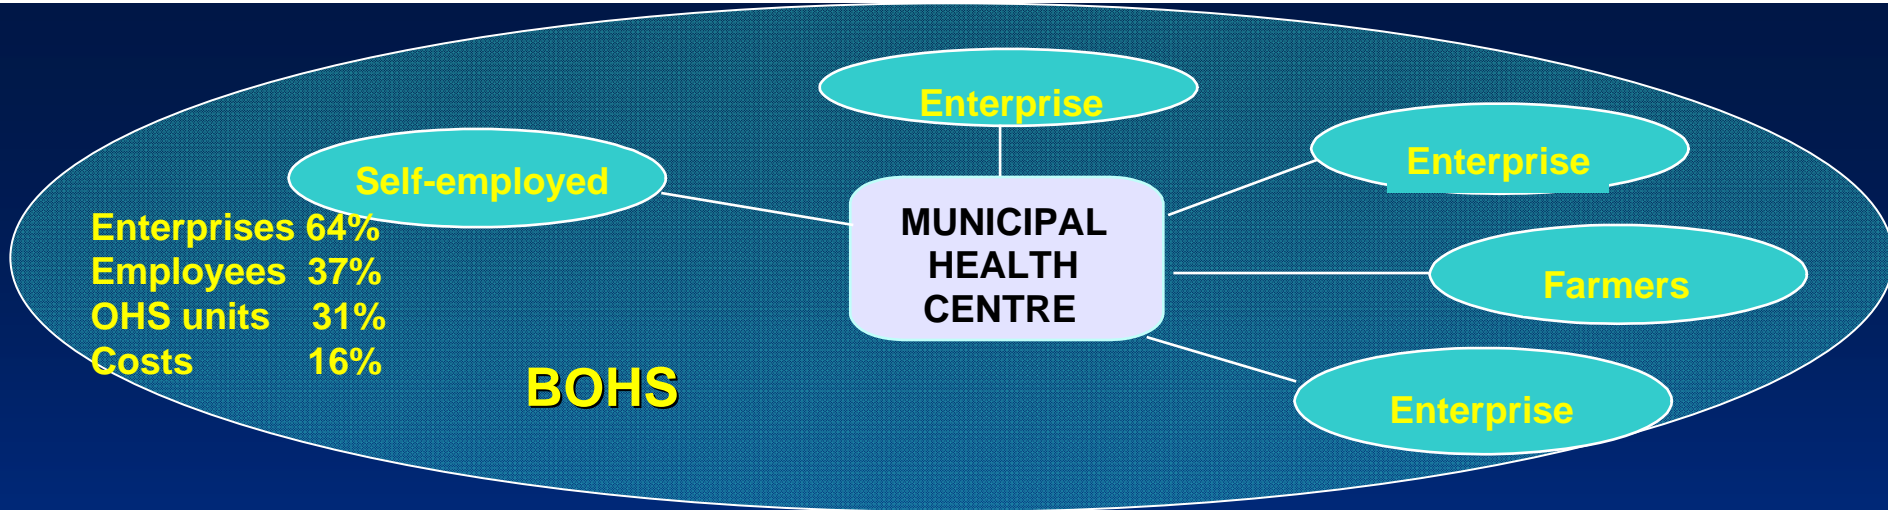 Enterprise
Enterprise
Self-employed
MUNICIPAL
HEALTH
CENTRE
Enterprises 64%
Employees 37%
OHS units 31%
Costs 16%
Farmers
BOHS
Enterprise